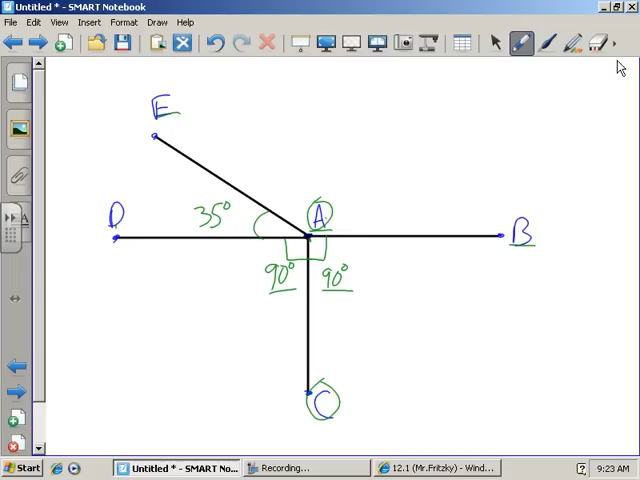 Untitled * - SMART Notebook
File Edit View Insert Format Draw Help
E
D
35°
A
B
90°
90°
C
Start
Untitled * - SMART No...
Recording...
12.1 (Mr.Fritzky) - Wind...
9:23 AM